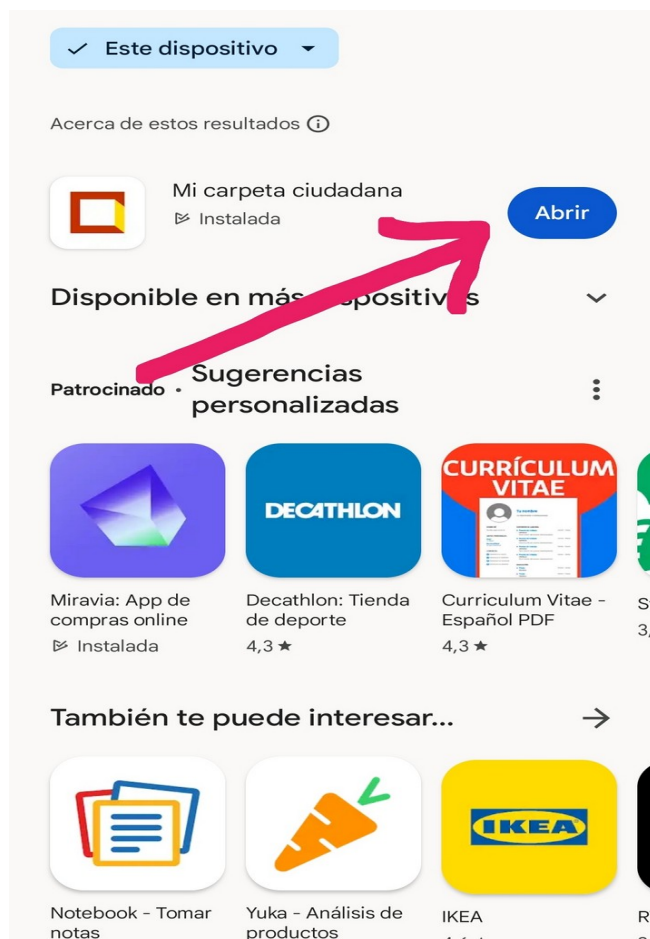 Este dispositivo
Acerca de estos resultados
Mi carpeta ciudadana
Instalada
Abrir
Disponible en más
Patrocinado · Sugerencias
personalizadas
DECATHLON
CURRÍCULUM
VITAE
Miravia: App de
compras online
Instalada
Decathlon: Tienda
de deporte
4,3 ★
Curriculum Vitae -
Español PDF
4,3 ★
También te puede interesar...
IKEA
Notebook - Tomar
notas
Yuka - Análisis de
productos
IKEA